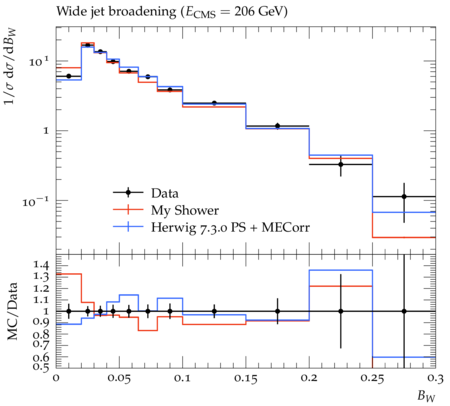 Wide jet broadening (E_CMS = 206 GeV)
1/σ dσ/dB_W
10^1
1
10^−1
Data
My Shower
Herwig 7.3.0 PS + MECorr
MC/Data
1.4
1.3
1.2
1.1
1
0.9
0.8
0.7
0.6
0.5
0 0.05 0.1 0.15 0.2 0.25 0.3
B_W